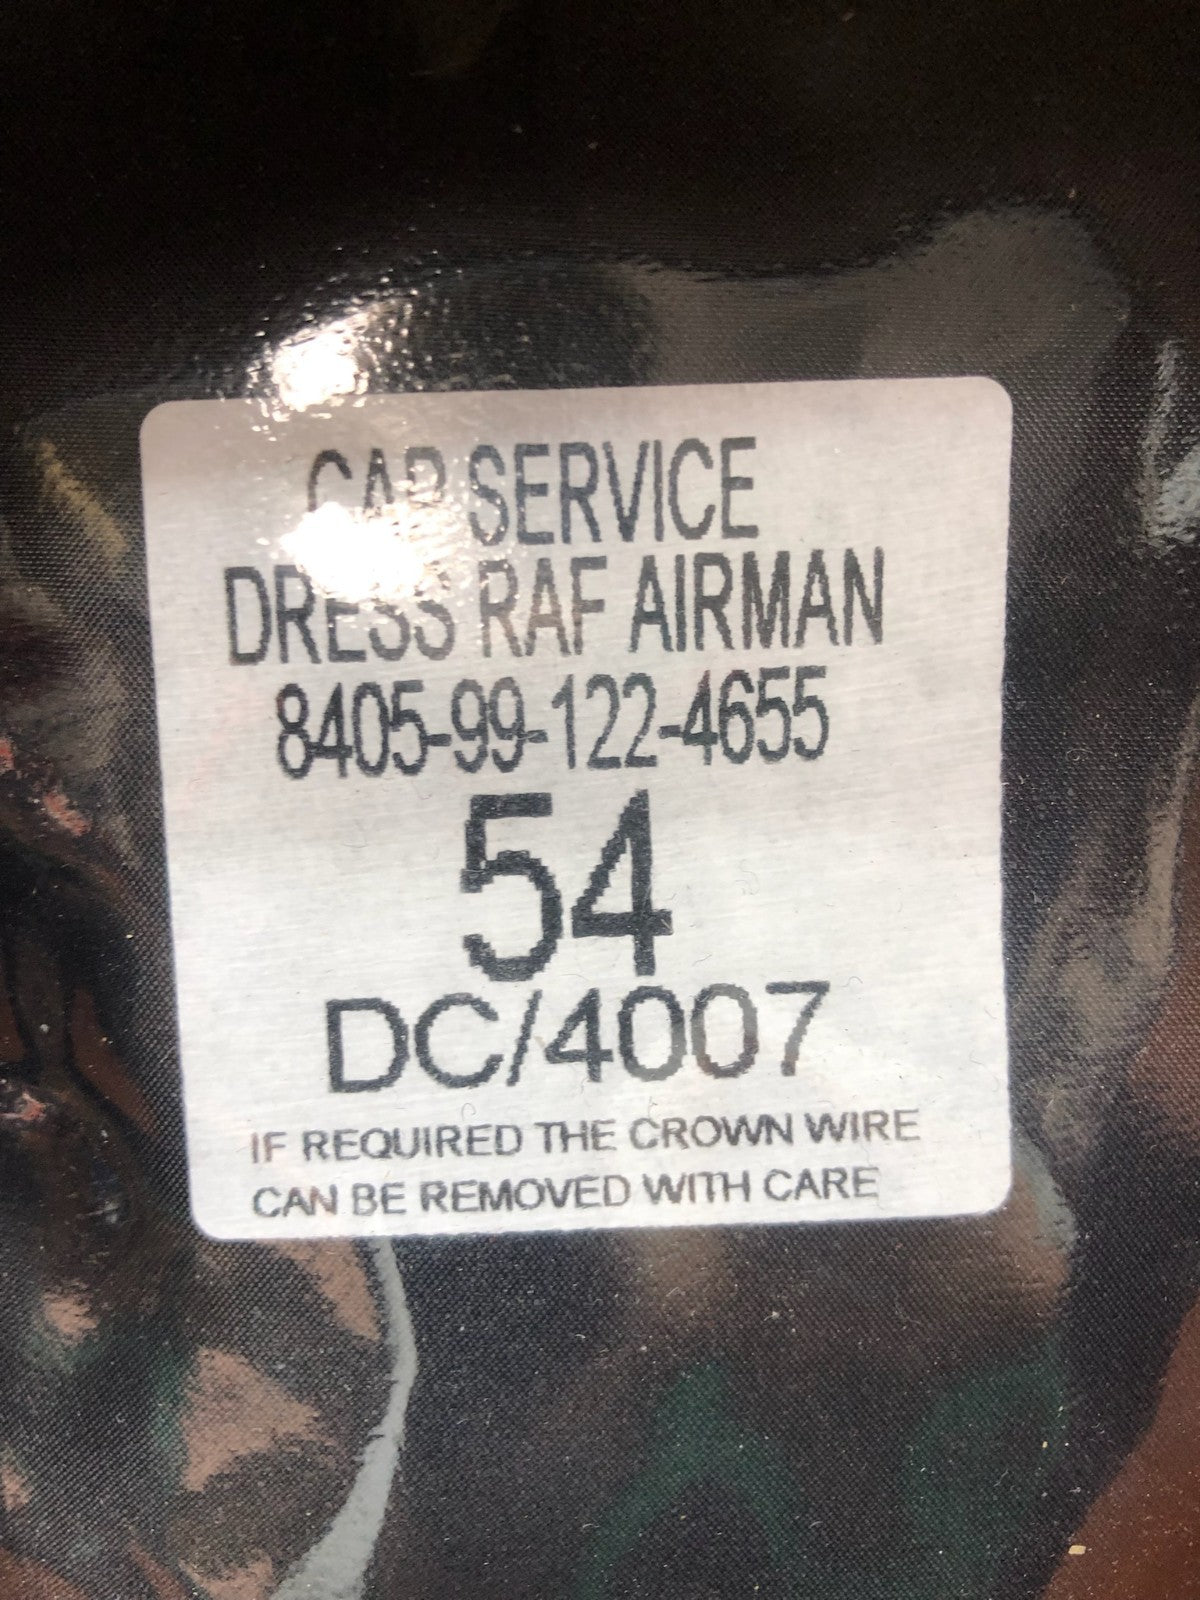 CAP SERVICE
DRESS RAF AIRMAN
8405-99-122-4655
54
DC/4007
IF REQUIRED THE CROWN WIRE
CAN BE REMOVED WITH CARE